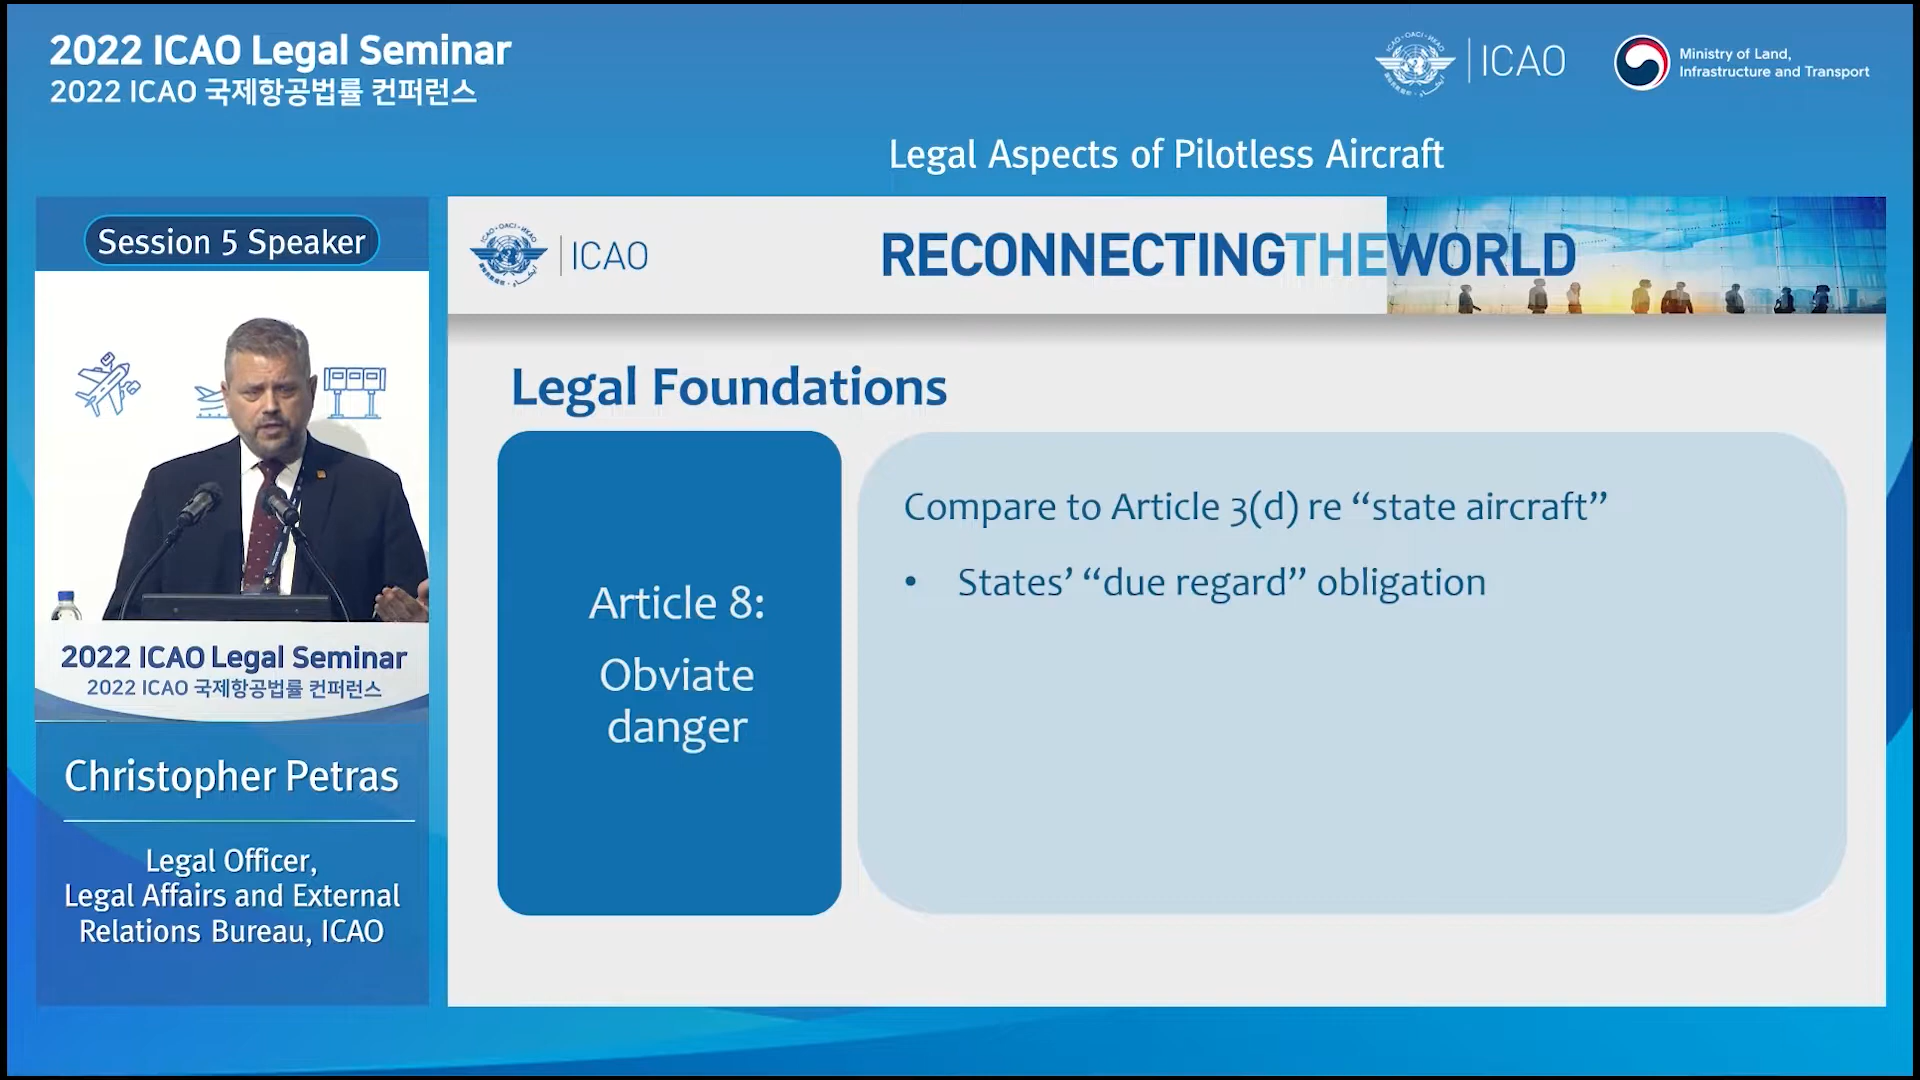 2022 ICAO Legal Seminar
2022 ICAO 국제항공법률 컨퍼런스
ICAO
Ministry of Land,
Infrastructure and Transport
Legal Aspects of Pilotless Aircraft
Session 5 Speaker
ICAO
RECONNECTINGTHEWORLD
Legal Foundations
Article 8:
Obviate
danger
Compare to Article 3(d) re “state aircraft”
• States’ “due regard” obligation
2022 ICAO Legal Seminar
2022 ICAO 국제항공법률 컨퍼런스
Christopher Petras
Legal Officer,
Legal Affairs and External
Relations Bureau, ICAO